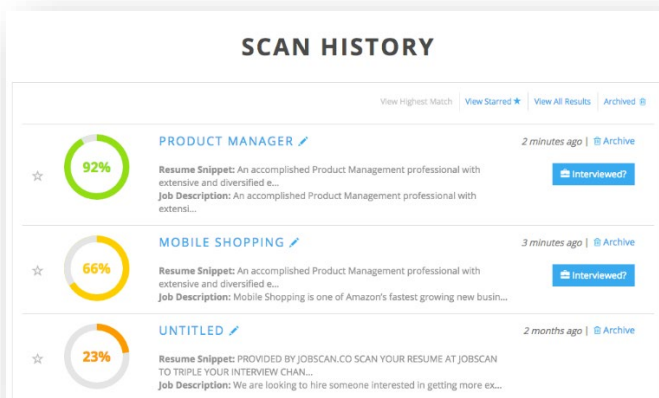 SCAN HISTORY
View Highest Match View Starred ★ View All Results Archived
92%
PRODUCT MANAGER
2 minutes ago | Archive
Resume Snippet: An accomplished Product Management professional with
extensive and diversified e...
Job Description: An accomplished Product Management professional with
extensi...
Interviewed?
66%
MOBILE SHOPPING
3 minutes ago | Archive
Resume Snippet: An accomplished Product Management professional with
extensive and diversified e...
Job Description: Mobile Shopping is one of Amazon's fastest growing new busin...
Interviewed?
23%
UNTITLED
2 months ago | Archive
Resume Snippet: PROVIDED BY JOBSCAN.CO SCAN YOUR RESUME AT JOBSCAN
TO TRIPLE YOUR INTERVIEW CHAN...
Job Description: We are looking to hire someone interested in getting more ex...